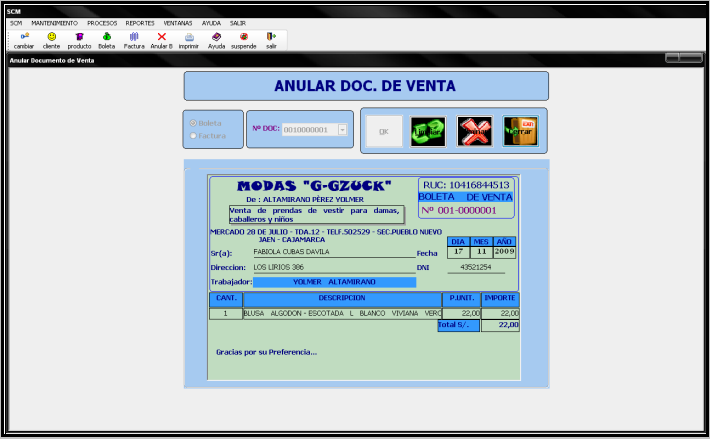 SCM
SCM MANTENIMIENTO PROCESOS REPORTES VENTANAS AYUDA SALIR
cambiar cliente producto Boleta Factura Anular B imprimir Ayuda suspende salir
Anular Documento de Venta
ANULAR DOC. DE VENTA
Boleta
Factura
Nº DOC: 0010000001
OK
MODAS "G-GZUCK"
De : ALTAMIRANO PÈREZ YOLMER
Venta de prendas de vestir para damas,
caballeros y niños
RUC: 10416844513
BOLETA DE VENTA
Nº 001-0000001
MERCADO 28 DE JULIO - TDA.12 - TELF.502529 - SEC.PUEBLO NUEVO
JAEN - CAJAMARCA
DIA MES AÑO
Sr(a): FABIOLA CUBAS DAVILA Fecha 17 11 2009
Direccion: LOS LIRIOS 386 DNI 43521254
Trabajador: YOLMER ALTAMIRANO
CANT. DESCRIPCION P.UNIT. IMPORTE
1 BLUSA ALGODON - ESCOTADA L BLANCO VIVIANA VERO 22,00 22,00
Total S/. 22,00
Gracias por su Preferencia...